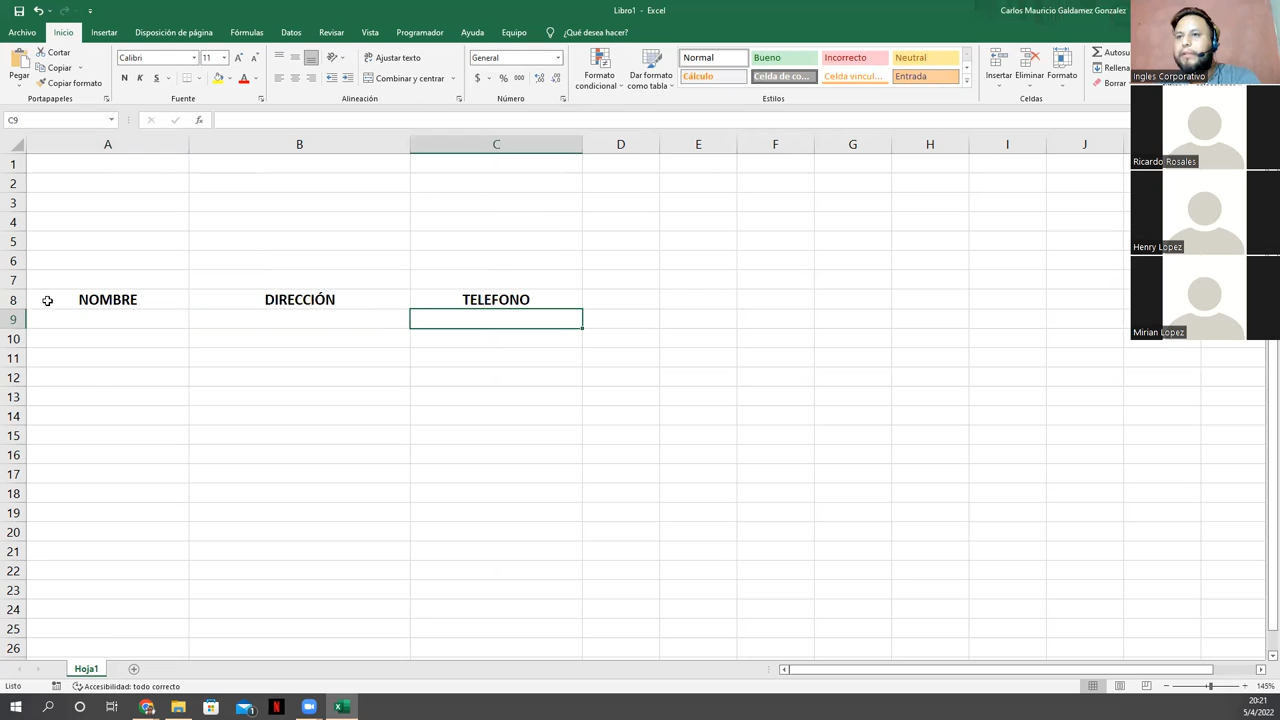 Libro1 - Excel
Carlos Mauricio Galdamez Gonzalez
Archivo Inicio Insertar Disposición de página Fórmulas Datos Revisar Vista Programador Ayuda Equipo ¿Qué desea hacer?
Pegar
Cortar
Copiar
Copiar formato
Portapapeles
Calibri 11
N K S
Fuente
Ajustar texto
Combinar y centrar
Alineación
General
$ % 000
Número
Formato condicional
Dar formato como tabla
Normal Bueno Incorrecto Neutral
Cálculo Celda de co... Celda vincul... Entrada
Estilos
Insertar Eliminar Formato
Celdas
Autosu
Rellena
Borrar
C9
fx
A B C D E F G H I J
1
2
3
4
5
6
7
8 NOMBRE DIRECCIÓN TELEFONO
9
10
11
12
13
14
15
16
17
18
19
20
21
22
23
24
25
26
Ingles Corporativo
Ricardo Rosales
Henry Lopez
Mirian Lopez
Hoja1
Listo
Accesibilidad: todo correcto
145%
20:21
5/4/2022